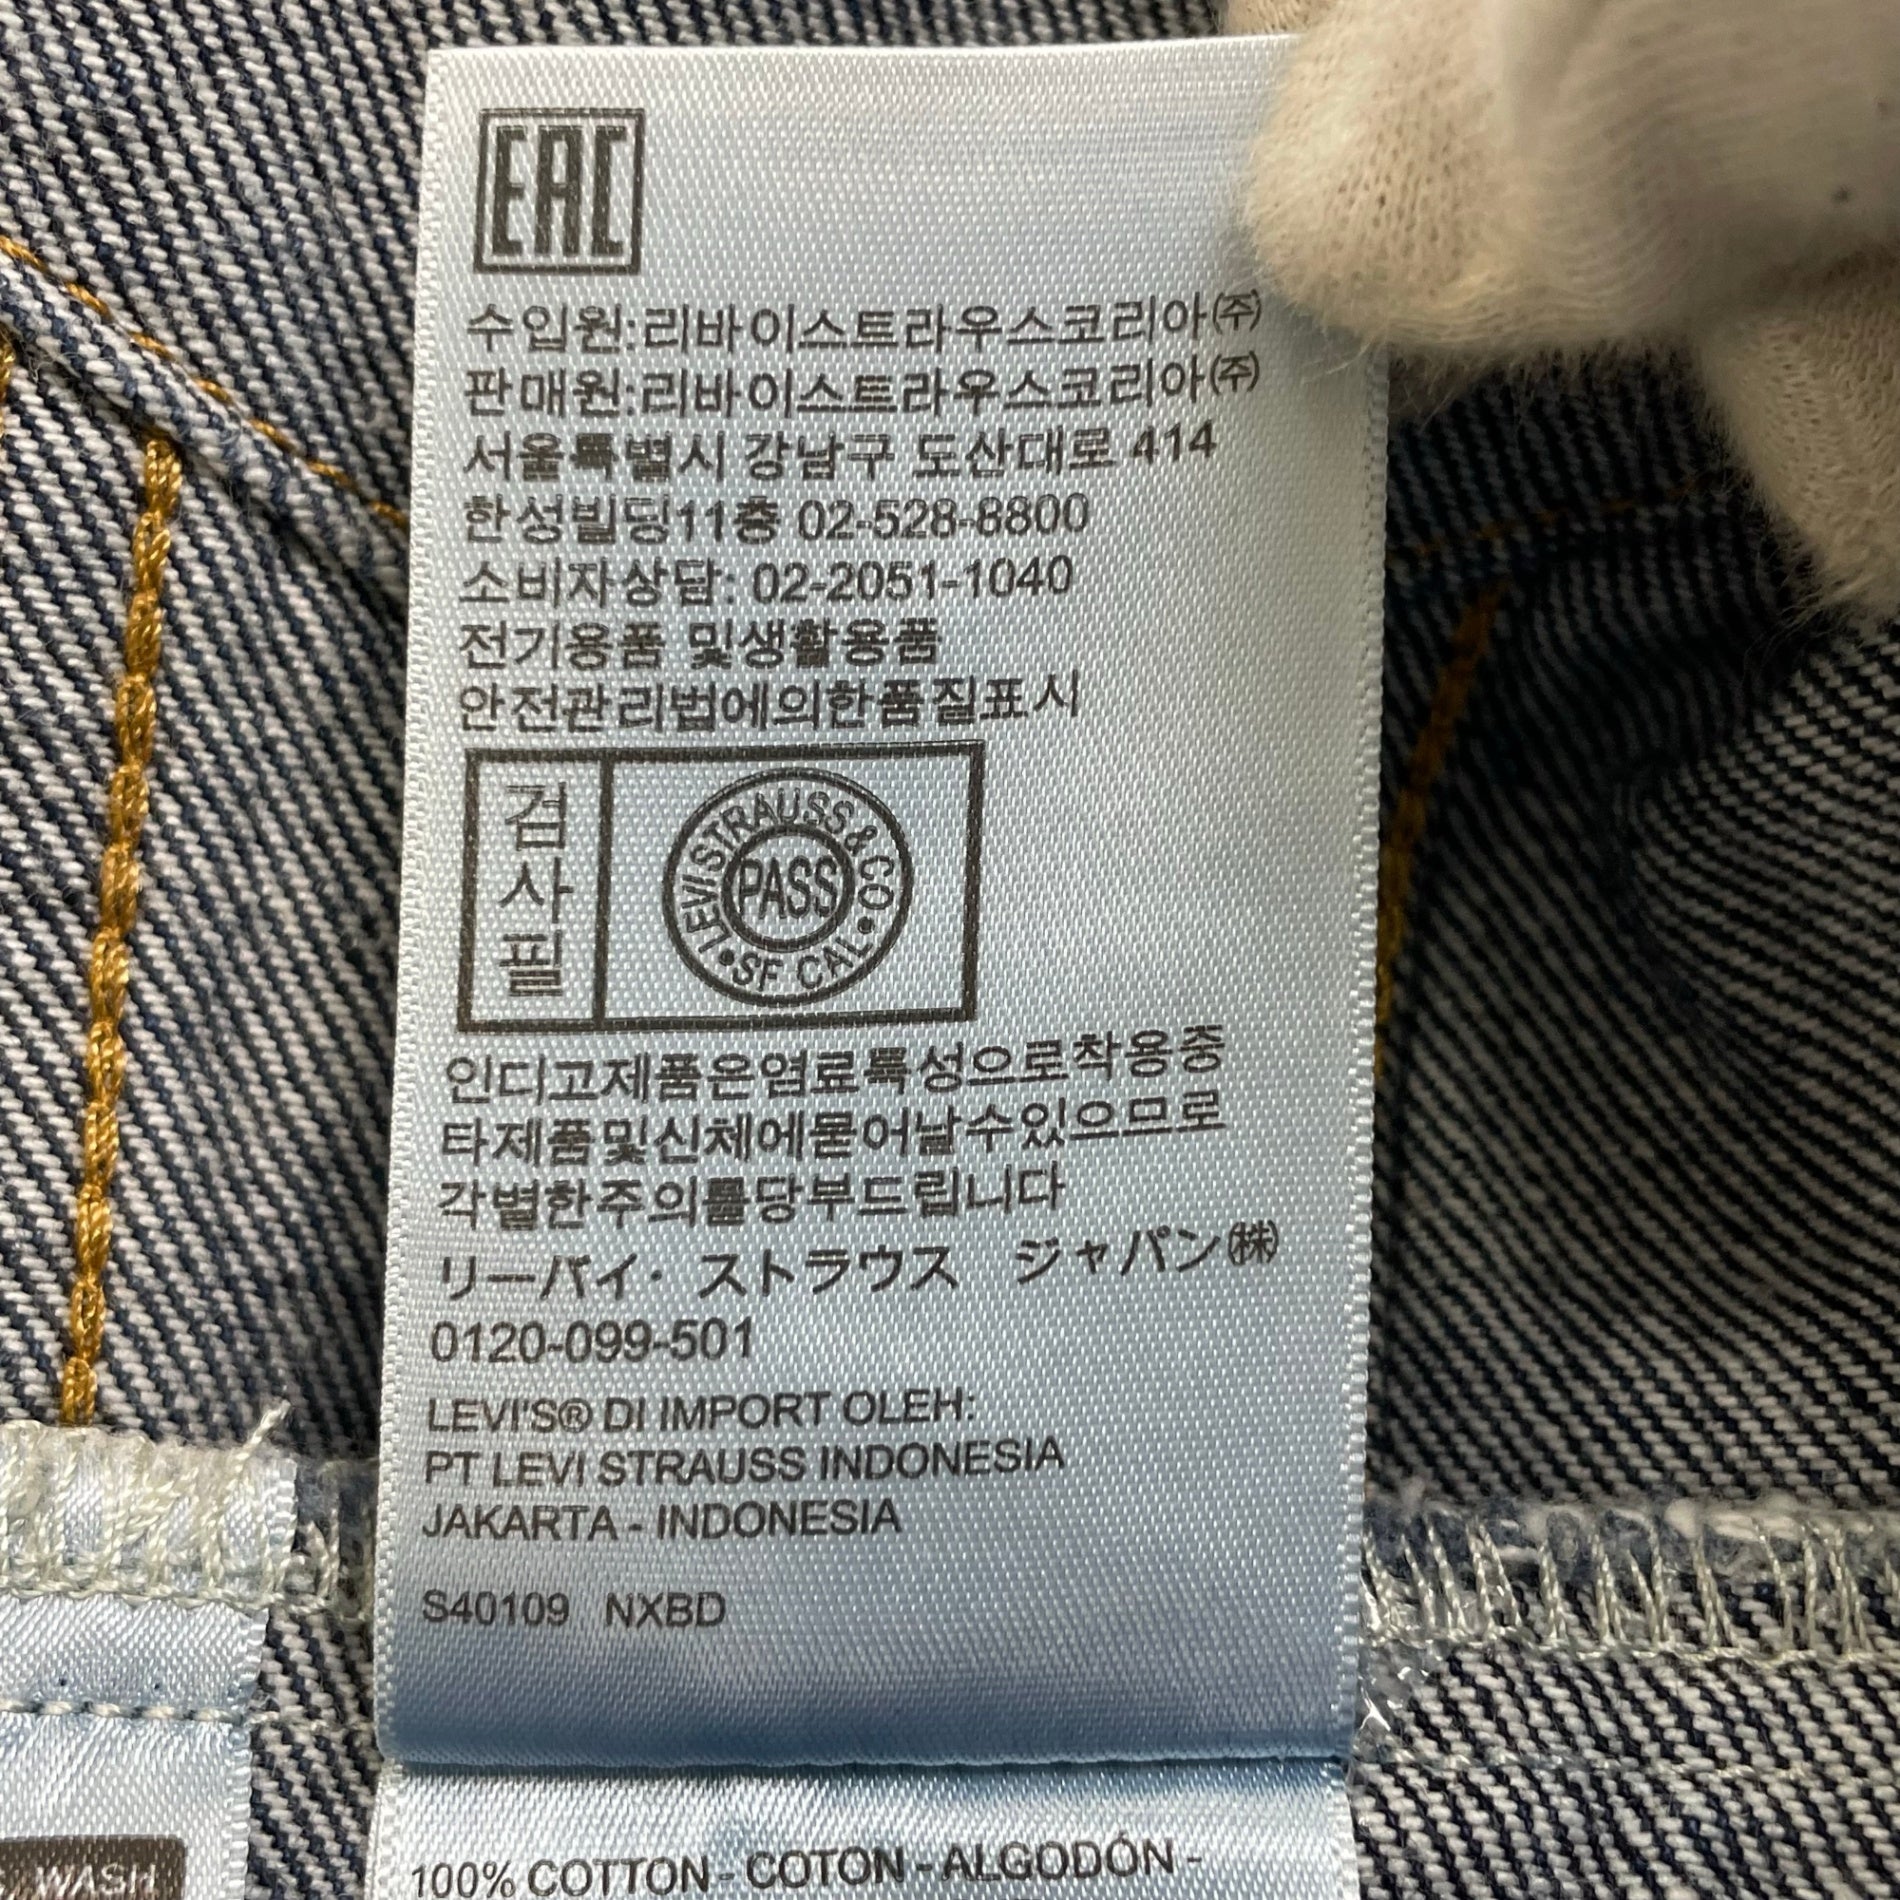 EAC
수입원:리바이스트라우스코리아㈜
판매원:리바이스트라우스코리아㈜
서울특별시 강남구 도산대로 414
한성빌딩11층 02-528-8800
소비자상담: 02-2051-1040
전기용품 및생활용품
안전관리법에의한품질표시
검사필
LEVI STRAUSS & CO • SF CAL •
PASS
인디고제품은염료특성으로착용중
타제품및신체에묻어날수있으므로
각별한주의를당부드립니다
リーバイ・ ストラウス ジャパン㈱
0120-099-501
LEVI'S® DI IMPORT OLEH:
PT LEVI STRAUSS INDONESIA
JAKARTA - INDONESIA
S40109 NXBD
100% COTTON - COTON - ALGODÓN -
WASH